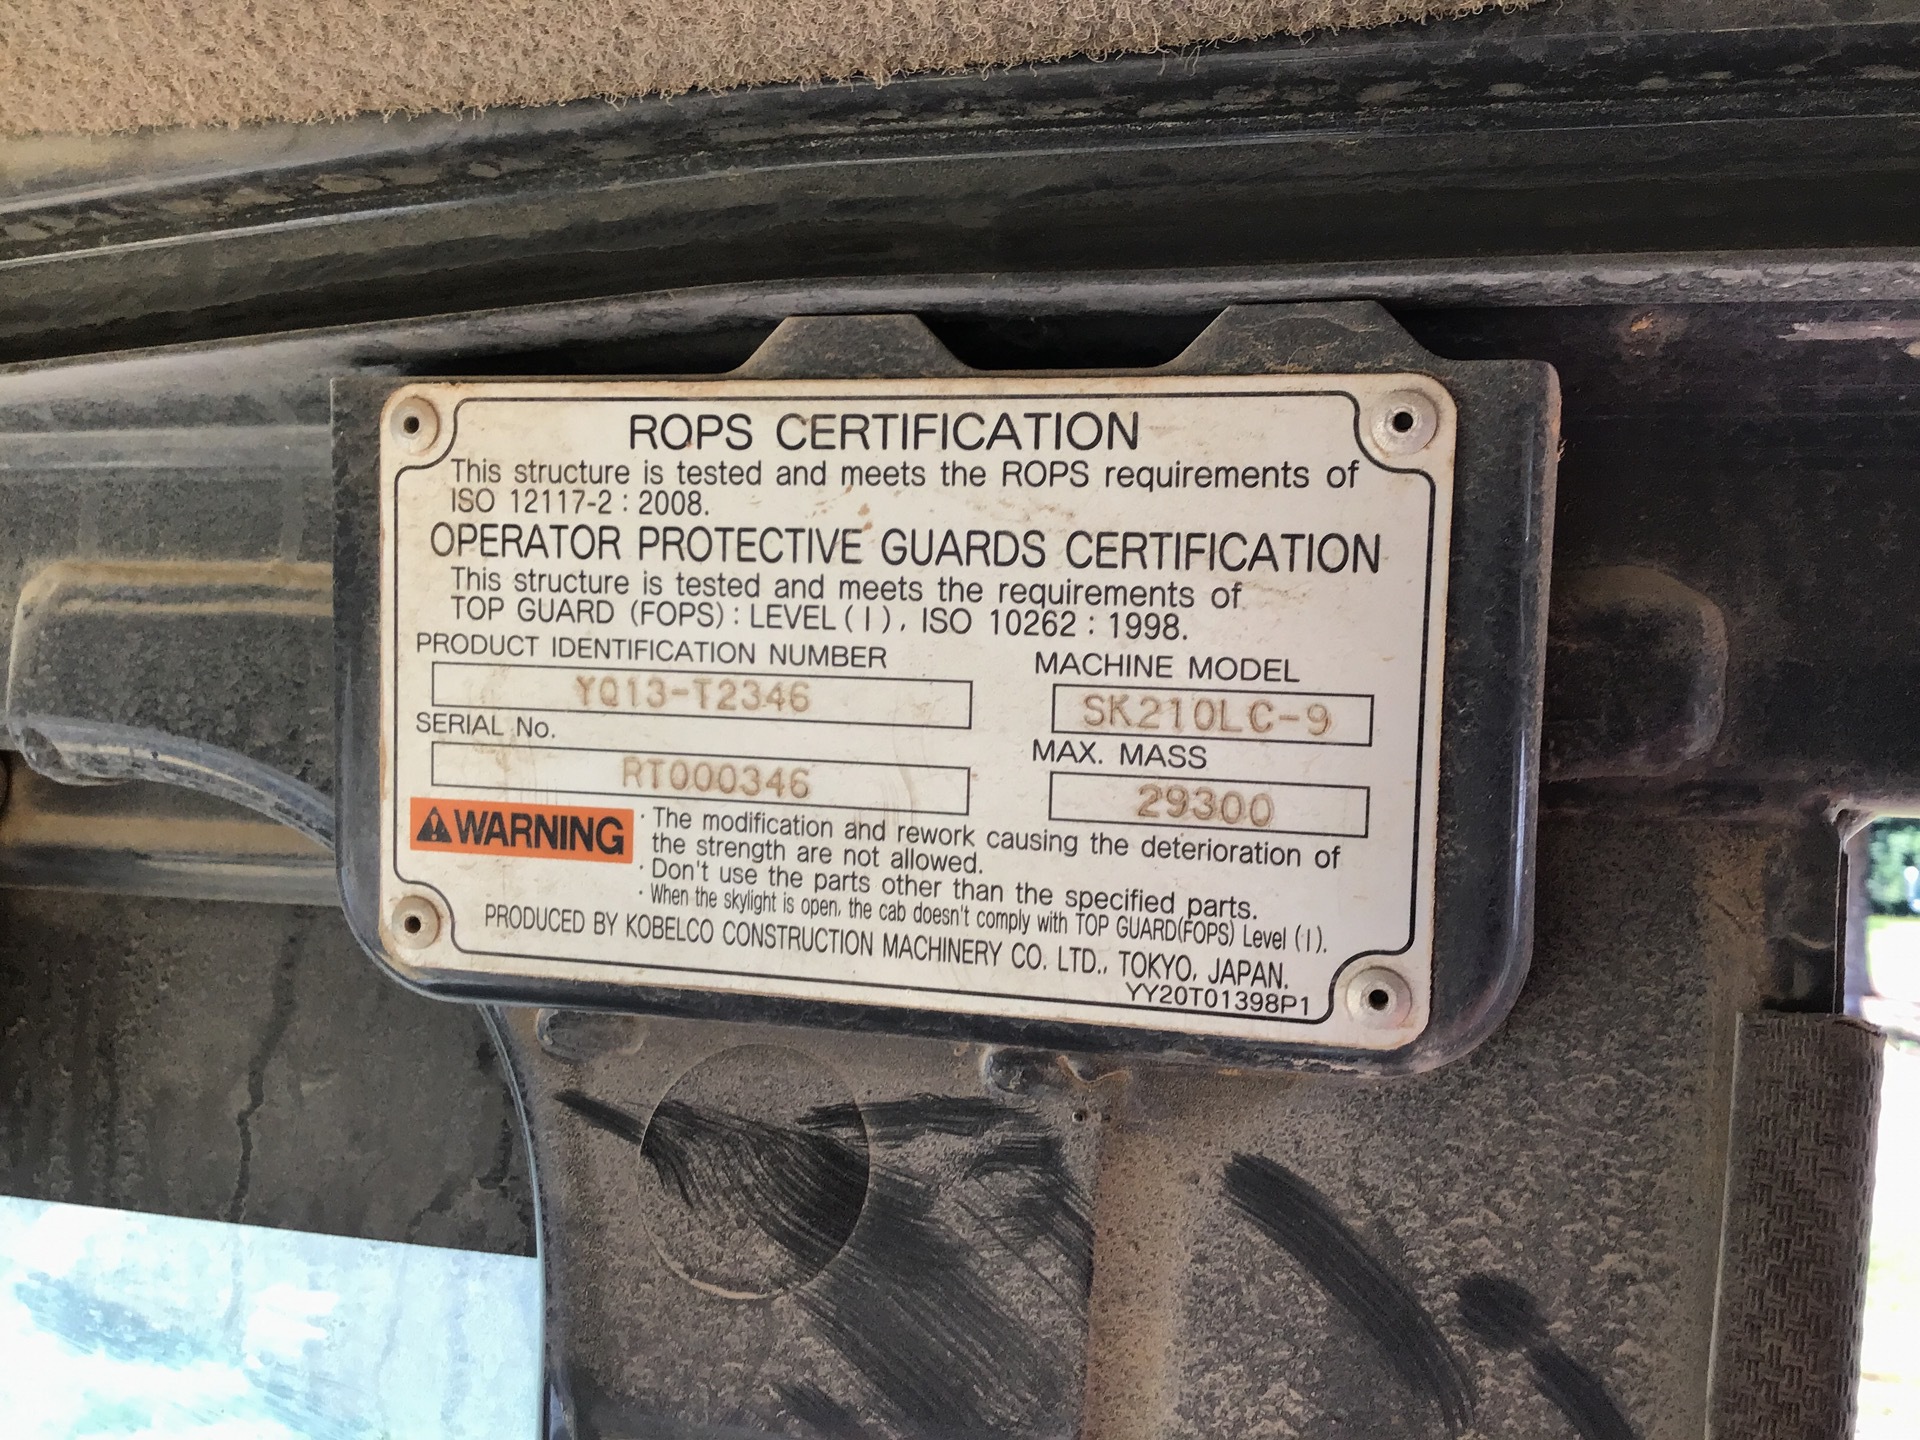 ROPS CERTIFICATION
This structure is tested and meets the ROPS requirements of
ISO 12117-2 : 2008.
OPERATOR PROTECTIVE GUARDS CERTIFICATION
This structure is tested and meets the requirements of
TOP GUARD (FOPS) : LEVEL ( I ), ISO 10262 : 1998.
PRODUCT IDENTIFICATION NUMBER
YQ13-T2346
MACHINE MODEL
SK210LC-9
SERIAL No.
RT000346
MAX. MASS
29300
⚠WARNING
· The modification and rework causing the deterioration of
the strength are not allowed.
· Don't use the parts other than the specified parts.
· When the skylight is open, the cab doesn't comply with TOP GUARD(FOPS) Level ( I ).
PRODUCED BY KOBELCO CONSTRUCTION MACHINERY CO. LTD., TOKYO, JAPAN.
YY20T01398P1